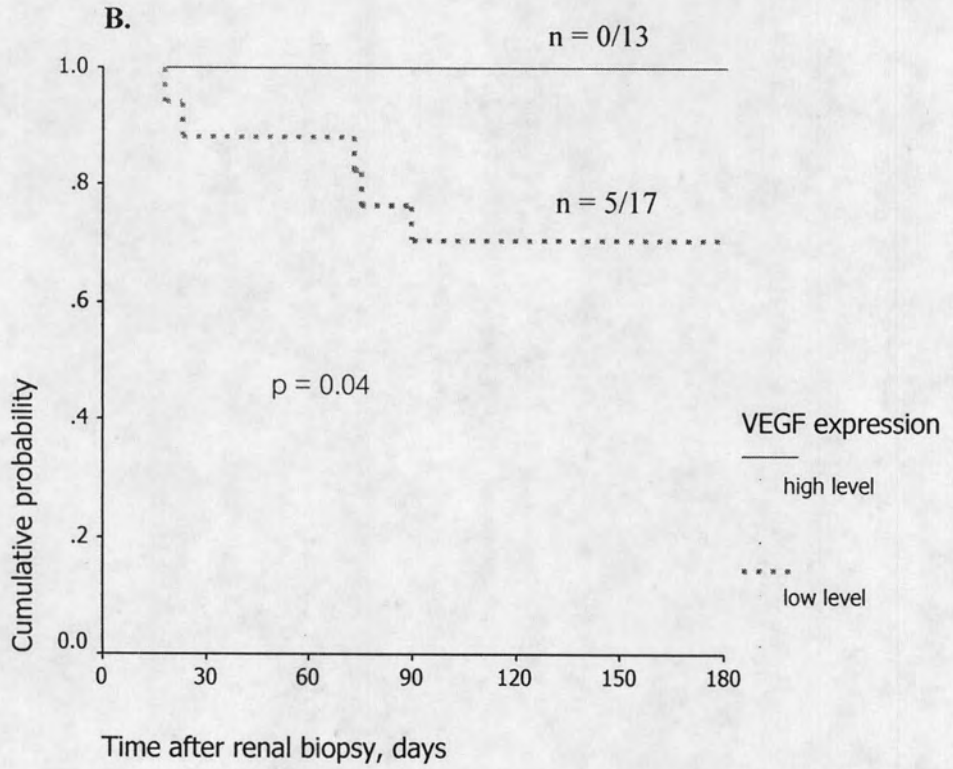 B.
n = 0/13
1.0
.8
n = 5/17
.6
p = 0.04
.4
VEGF expression
high level
.2
low level
0.0
Cumulative probability
0 30 60 90 120 150 180
Time after renal biopsy, days